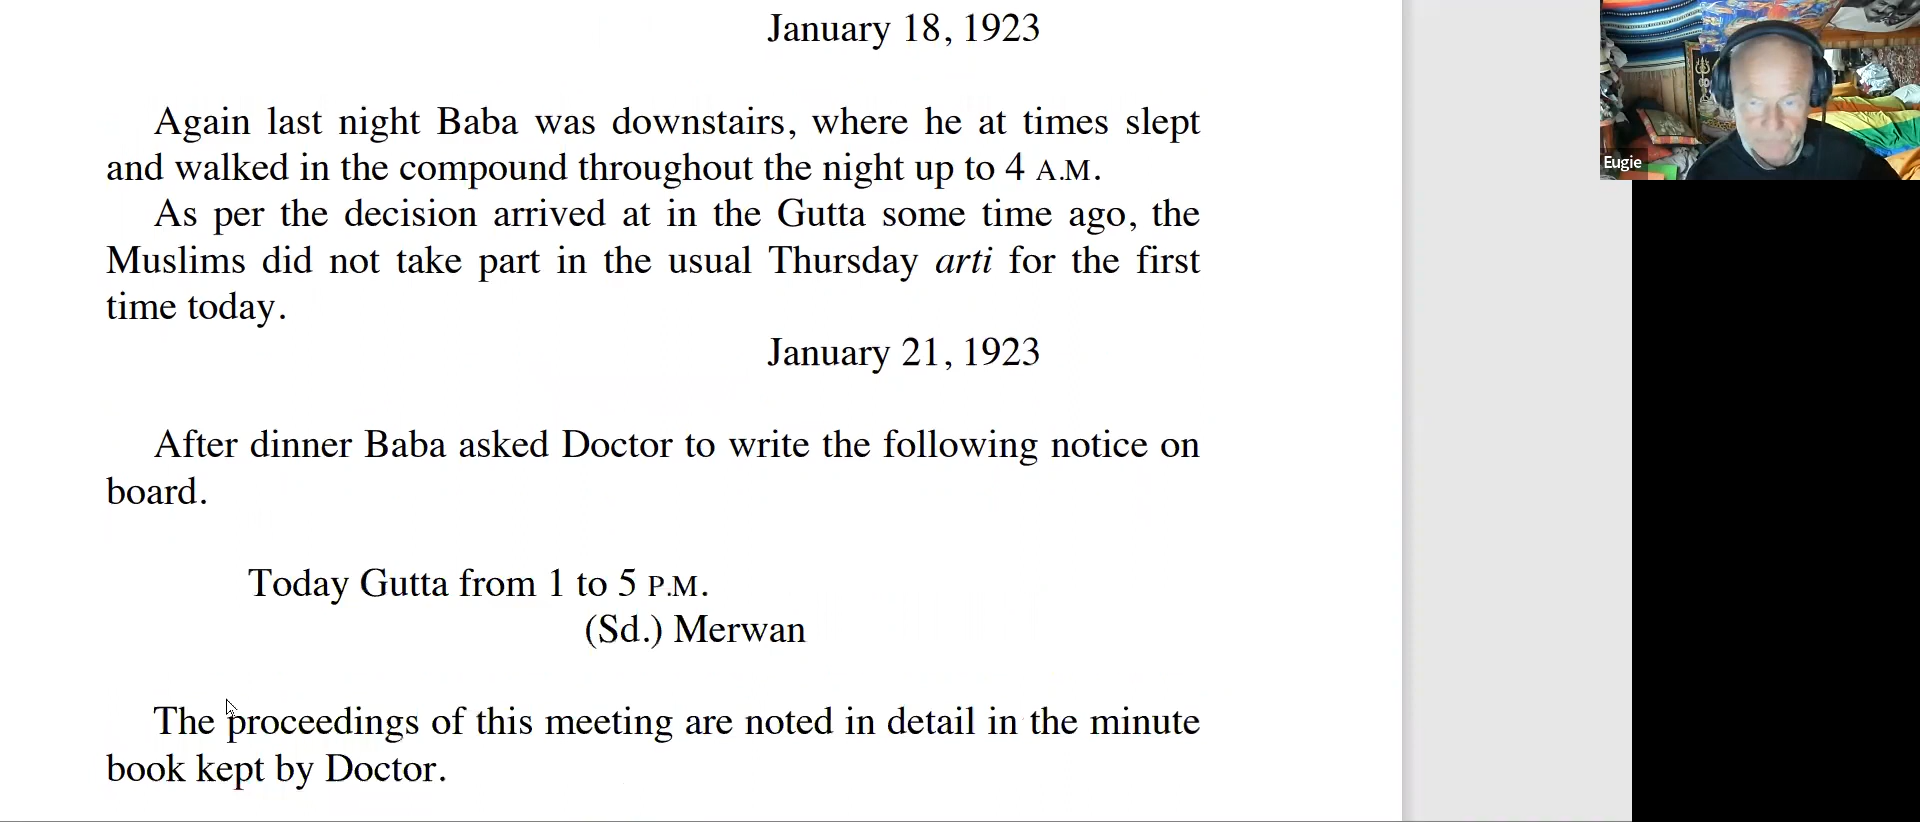 January 18, 1923
Again last night Baba was downstairs, where he at times slept
and walked in the compound throughout the night up to 4 A.M.
As per the decision arrived at in the Gutta some time ago, the
Muslims did not take part in the usual Thursday arti for the first
time today.
January 21, 1923
After dinner Baba asked Doctor to write the following notice on
board.
Today Gutta from 1 to 5 P.M.
(Sd.) Merwan
The proceedings of this meeting are noted in detail in the minute
book kept by Doctor.
Eugie